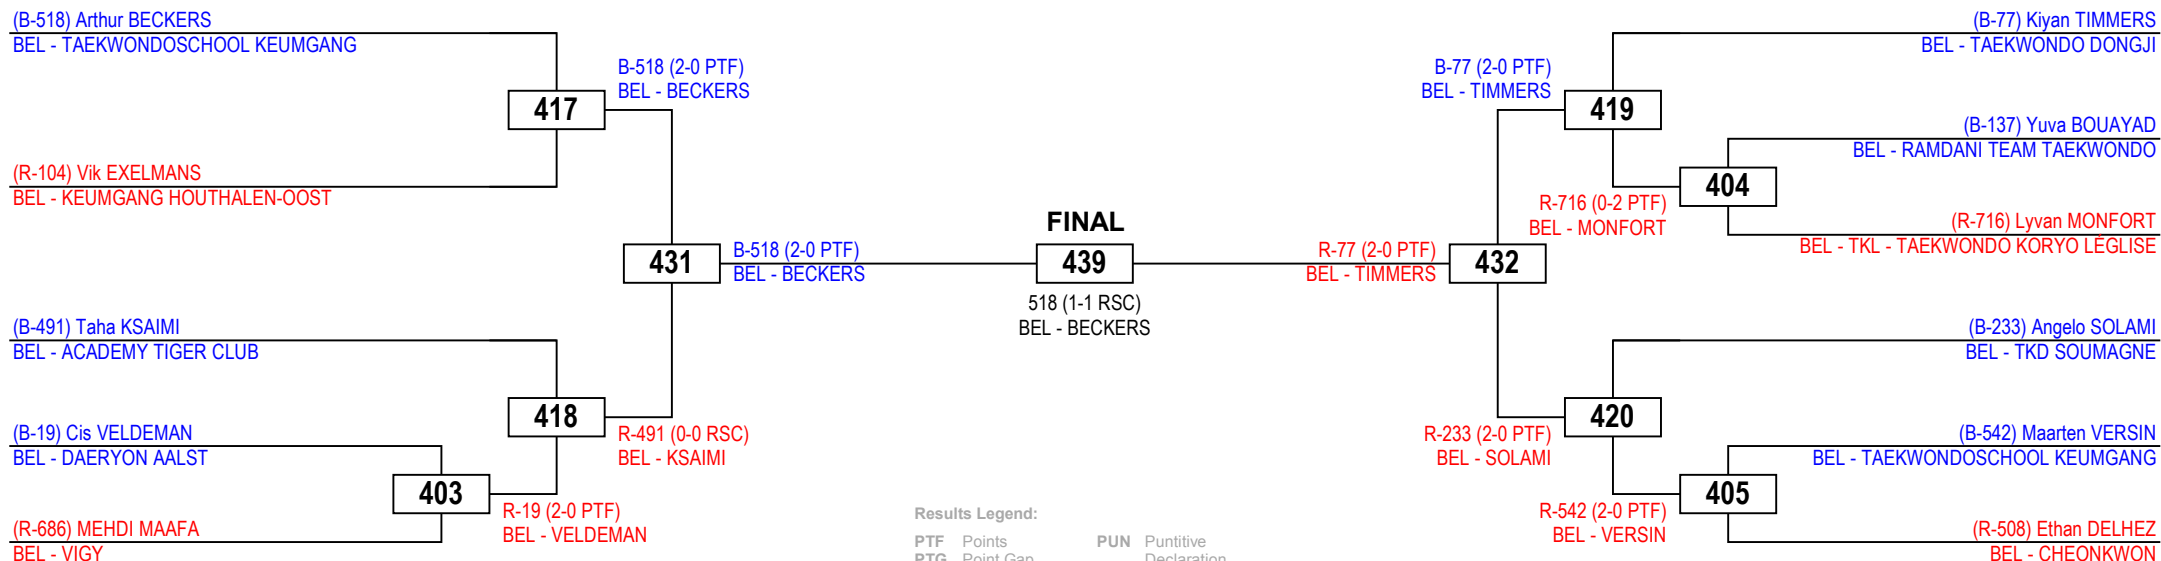 (B-518) Arthur BECKERS
BEL - TAEKWONDOSCHOOL KEUMGANG
B-518 (2-0 PTF)
BEL - BECKERS
417
(R-104) Vik EXELMANS
BEL - KEUMGANG HOUTHALEN-OOST
431
B-518 (2-0 PTF)
BEL - BECKERS
(B-491) Taha KSAIMI
BEL - ACADEMY TIGER CLUB
418
R-491 (0-0 RSC)
BEL - KSAIMI
(B-19) Cis VELDEMAN
BEL - DAERYON AALST
403
R-19 (2-0 PTF)
BEL - VELDEMAN
(R-686) MEHDI MAAFA
BEL - VIGY
FINAL
439
518 (1-1 RSC)
BEL - BECKERS
(B-77) Kiyan TIMMERS
BEL - TAEKWONDO DONGJI
B-77 (2-0 PTF)
BEL - TIMMERS
419
(B-137) Yuva BOUAYAD
BEL - RAMDANI TEAM TAEKWONDO
404
R-716 (0-2 PTF)
BEL - MONFORT
(R-716) Lyvan MONFORT
BEL - TKL - TAEKWONDO KORYO LÉGLISE
R-77 (2-0 PTF)
BEL - TIMMERS
432
(B-233) Angelo SOLAMI
BEL - TKD SOUMAGNE
420
R-233 (2-0 PTF)
BEL - SOLAMI
(B-542) Maarten VERSIN
BEL - TAEKWONDOSCHOOL KEUMGANG
405
R-542 (2-0 PTF)
BEL - VERSIN
(R-508) Ethan DELHEZ
BEL - CHEONKWON
Results Legend:
PTF Points PUN Puntitive
PTG Point Gap Declaration